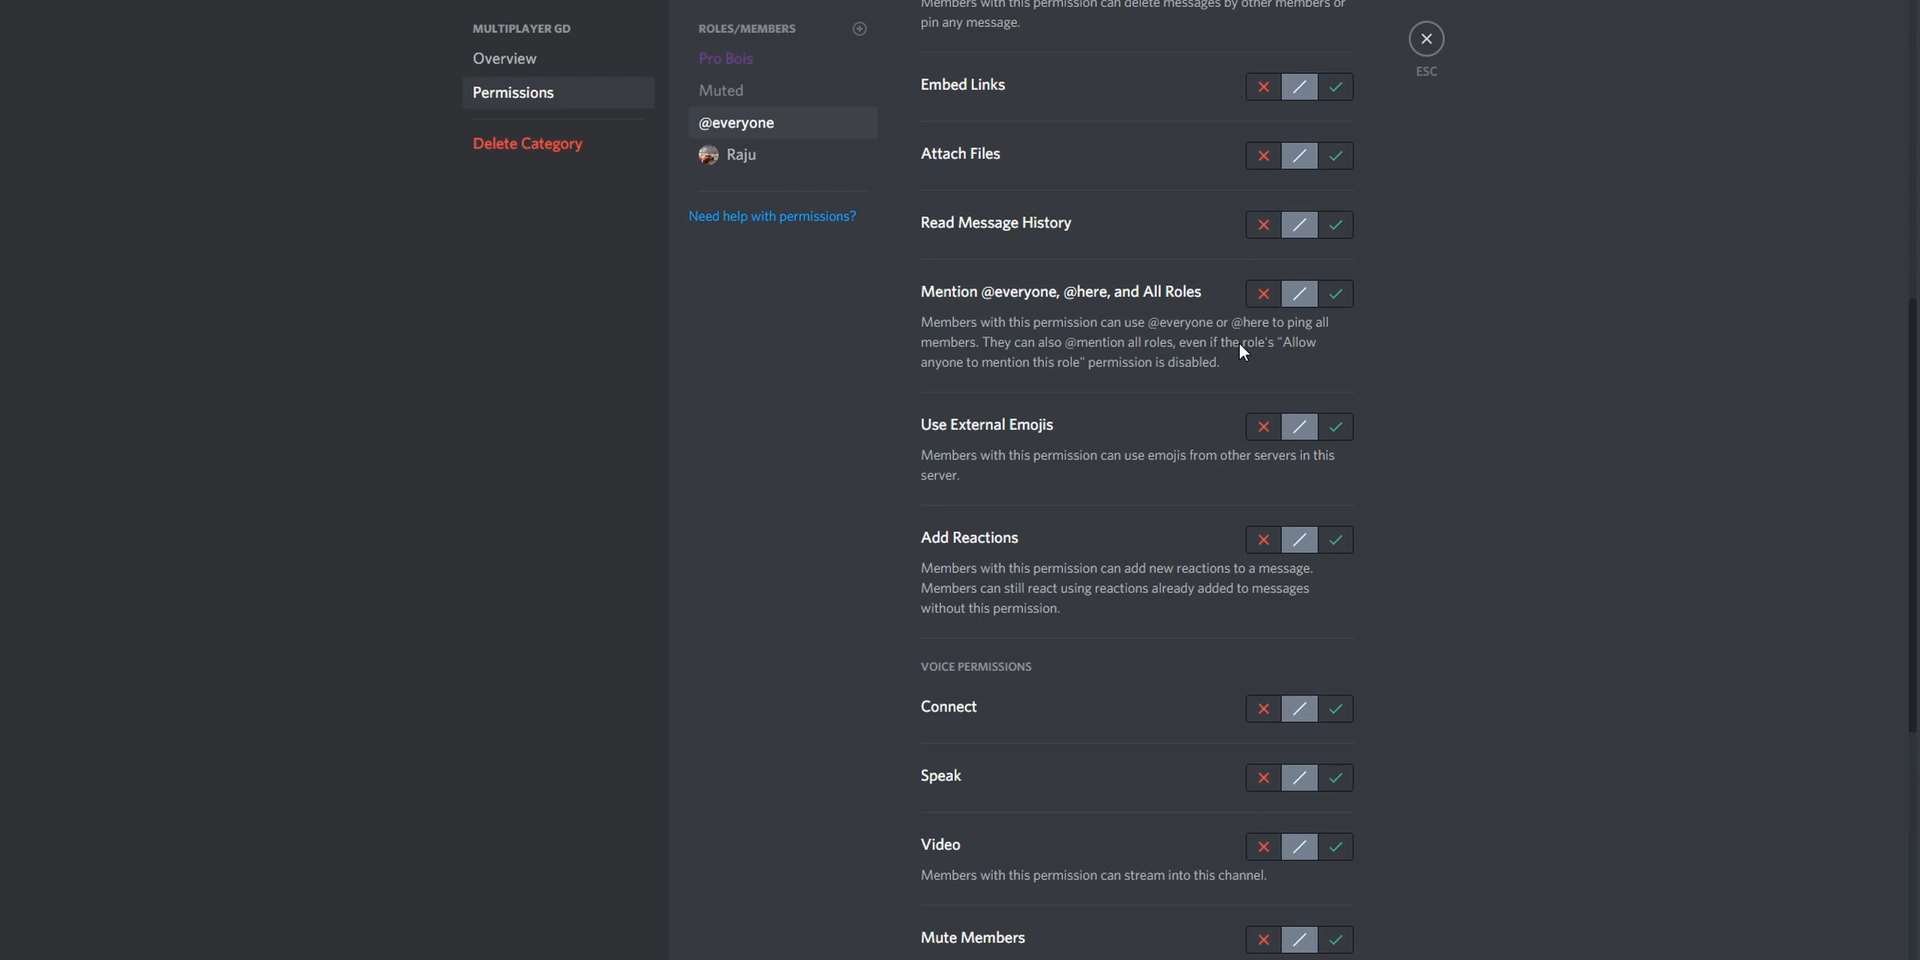 MULTIPLAYER GD
Overview
Permissions
Delete Category
ROLES/MEMBERS
Pro Bois
Muted
@everyone
Raju
Need help with permissions?
Members with this permission can delete messages by other members or
pin any message.
Embed Links
Attach Files
Read Message History
Mention @everyone, @here, and All Roles
Members with this permission can use @everyone or @here to ping all
members. They can also @mention all roles, even if the role's "Allow
anyone to mention this role" permission is disabled.
Use External Emojis
Members with this permission can use emojis from other servers in this
server.
Add Reactions
Members with this permission can add new reactions to a message.
Members can still react using reactions already added to messages
without this permission.
VOICE PERMISSIONS
Connect
Speak
Video
Members with this permission can stream into this channel.
Mute Members
ESC